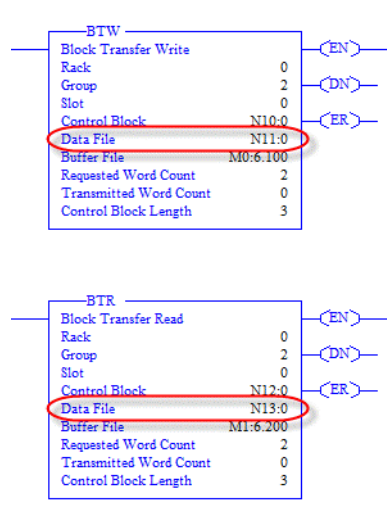 BTW
Block Transfer Write
EN
Rack 0
Group 2
DN
Slot 0
Control Block N10:0
ER
Data File N11:0
Buffer File M0:6.100
Requested Word Count 2
Transmitted Word Count 0
Control Block Length 3
BTR
Block Transfer Read
EN
Rack 0
Group 2
DN
Slot 0
Control Block N12:0
ER
Data File N13:0
Buffer File M1:6.200
Requested Word Count 2
Transmitted Word Count 0
Control Block Length 3